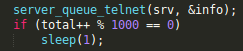 server_queue_telnet(srv, &info);
if (total++ % 1000 == 0)
    sleep(1);